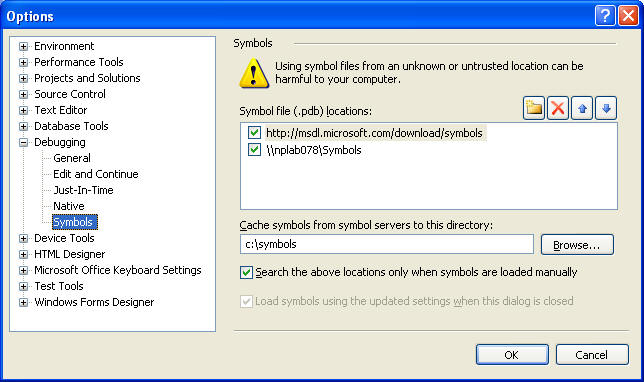 Options
Environment
Performance Tools
Projects and Solutions
Source Control
Text Editor
Database Tools
Debugging
General
Edit and Continue
Just-In-Time
Native
Symbols
Device Tools
HTML Designer
Microsoft Office Keyboard Settings
Test Tools
Windows Forms Designer
Symbols
Using symbol files from an unknown or untrusted location can be
harmful to your computer.
Symbol file (.pdb) locations:
http://msdl.microsoft.com/download/symbols
\\nplab078\Symbols
Cache symbols from symbol servers to this directory:
c:\symbols
Browse...
Search the above locations only when symbols are loaded manually
Load symbols using the updated settings when this dialog is closed
OK
Cancel